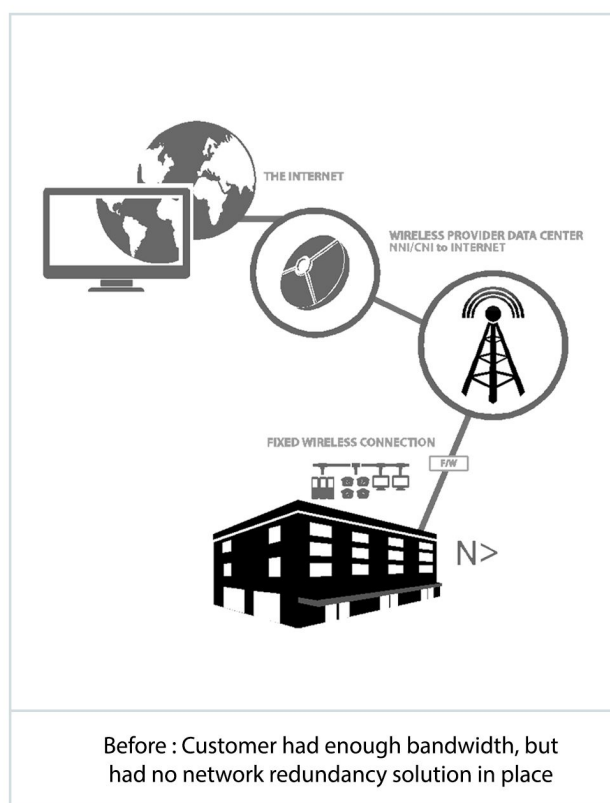 THE INTERNET
WIRELESS PROVIDER DATA CENTER
NNI/CNI to INTERNET
FIXED WIRELESS CONNECTION
F/W
N>
Before : Customer had enough bandwidth, but
had no network redundancy solution in place